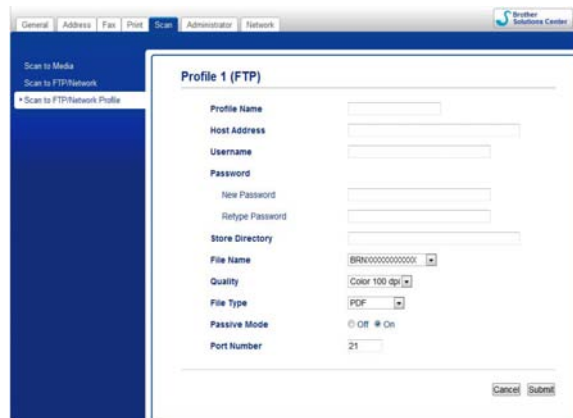 General Address Fax Print Scan Administrator Network
Brother
Solutions Center
Scan to Media
Scan to FTP/Network
Scan to FTP/Network Profile
Profile 1 (FTP)
Profile Name
Host Address
Username
Password
New Password
Retype Password
Store Directory
File Name BRNXXXXXXXXXXXX
Quality Color 100 dpi
File Type PDF
Passive Mode Off On
Port Number 21
Cancel Submit